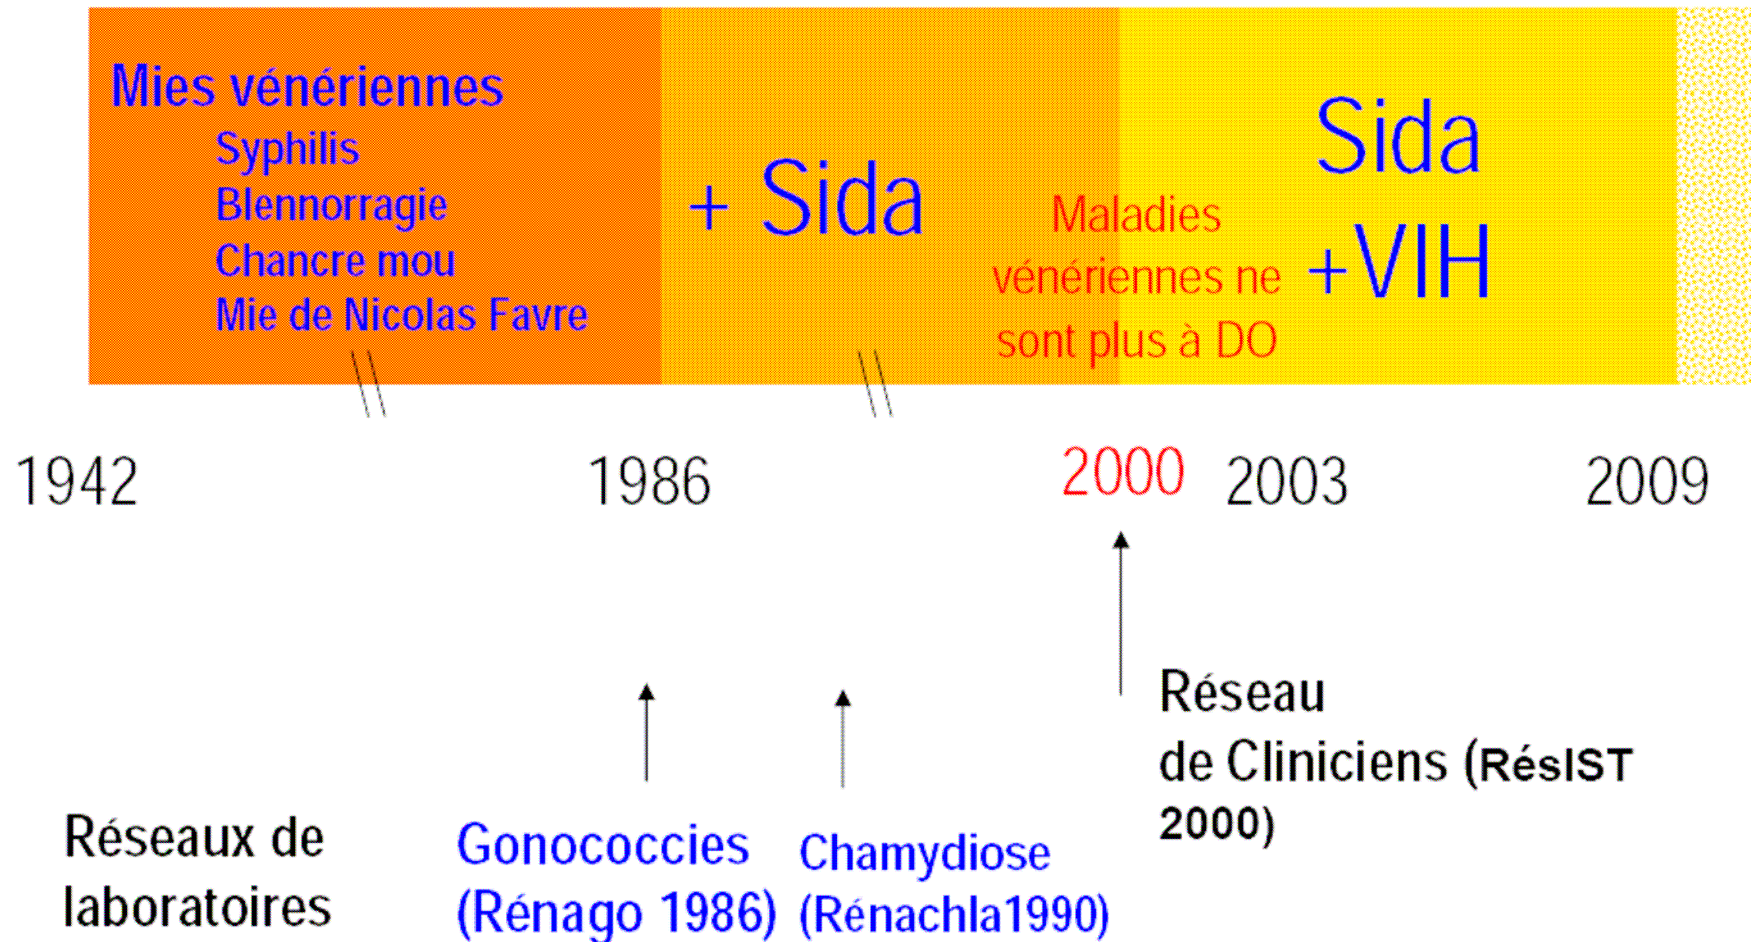 Mies vénériennes
Syphilis
Blennorragie
Chancre mou
Mie de Nicolas Favre
+ Sida
Maladies
vénériennes ne
sont plus à DO
Sida
+VIH
1942
1986
2000
2003
2009
Réseaux de
laboratoires
Gonococcies
(Rénago 1986)
Chamydiose
(Rénachla1990)
Réseau
de Cliniciens (RésIST
2000)